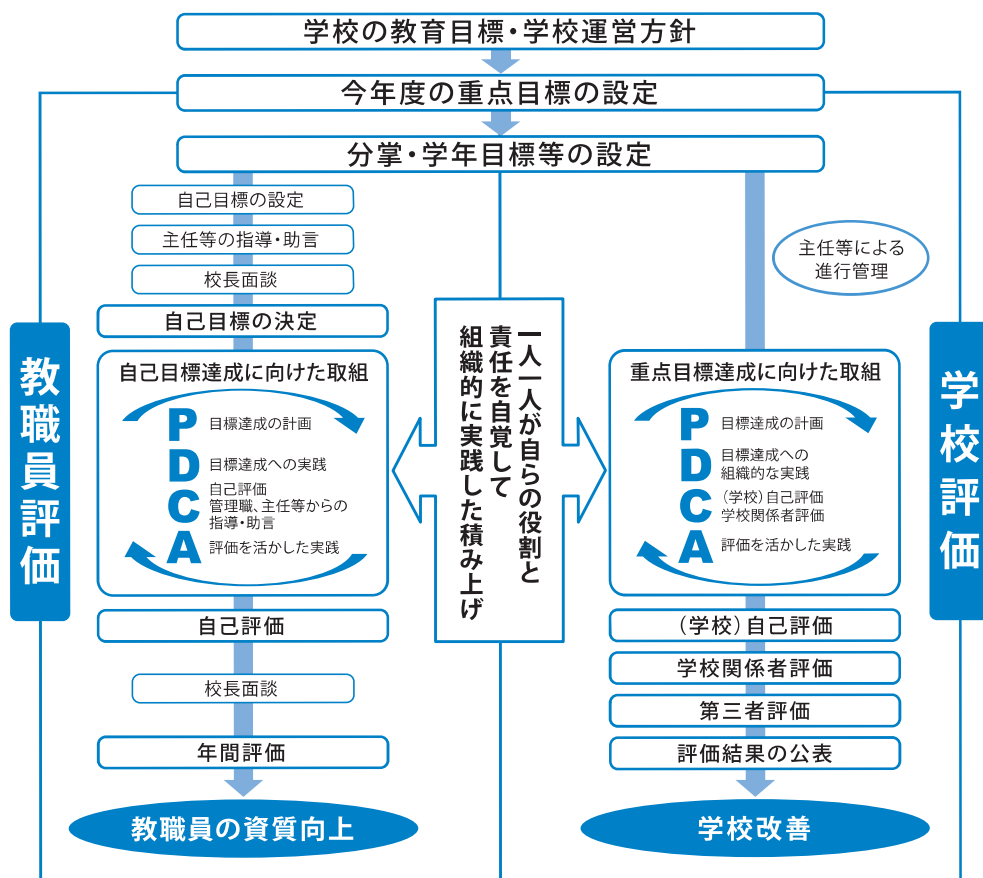 学校の教育目標・学校運営方針
今年度の重点目標の設定
分掌・学年目標等の設定
教職員評価
自己目標の設定
主任等の指導・助言
校長面談
自己目標の決定
自己目標達成に向けた取組
P 目標達成の計画
D 目標達成への実践
C 自己評価
管理職、主任等からの
指導・助言
A 評価を活かした実践
自己評価
校長面談
年間評価
教職員の資質向上
一人一人が自らの役割と
責任を自覚して
組織的に実践した積み上げ
主任等による
進行管理
重点目標達成に向けた取組
P 目標達成の計画
D 目標達成への
組織的な実践
C （学校）自己評価
学校関係者評価
A 評価を活かした実践
（学校）自己評価
学校関係者評価
第三者評価
評価結果の公表
学校改善
学校評価